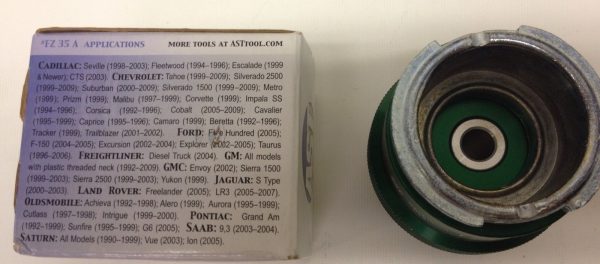 #EZ 35 A APPLICATIONS MORE TOOLS AT ASTTOOL.COM
CADILLAC: Seville (1998–2003); Fleetwood (1994–1996); Escalade (1999
& Newer); CTS (2003). CHEVROLET: Tahoe (1999–2009); Silverado 2500
(1999–2009); Suburban (2000–2009); Silverado 1500 (1999–2009); Metro
(1999); Prizm (1999); Malibu (1997–1999); Corvette (1999); Impala SS
(1994–1996); Corsica (1992–1996); Cobalt (2005–2009); Cavalier
(1995–1999); Caprice (1995–1996); Camaro (1999); Beretta (1992–1996);
Tracker (1999); Trailblazer (2001–2002). FORD: Five Hundred (2005);
F-150 (2004–2005); Excursion (2002–2004); Explorer (2002–2005); Taurus
(1996–2006). FREIGHTLINER: Diesel Truck (2004). GM: All models
with plastic threaded neck (1992–2009). GMC: Envoy (2002); Sierra 1500
(1999–2003); Sierra 2500 (1999–2003); Yukon (1999). JAGUAR: S Type
(2000–2003). LAND ROVER: Freelander (2005); LR3 (2005–2007).
OLDSMOBILE: Achieva (1992–1998); Alero (1999); Aurora (1995–1999);
Cutlass (1997–1998); Intrigue (1999–2000). PONTIAC: Grand Am
(1992–1999); Sunfire (1995–1999); G6 (2005); SAAB: 9,3 (2003–2004).
SATURN: All Models (1990–1999); Vue (2003); Ion (2005).